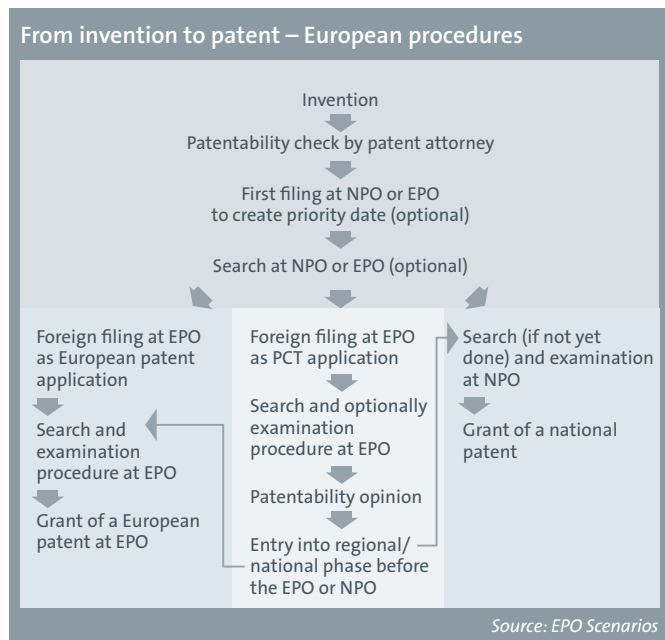 From invention to patent – European procedures
Invention
Patentability check by patent attorney
First filing at NPO or EPO
to create priority date (optional)
Search at NPO or EPO (optional)
Foreign filing at EPO
as European patent
application
Search and
examination
procedure at EPO
Grant of a European
patent at EPO
Foreign filing at EPO
as PCT application
Search and optionally
examination
procedure at EPO
Patentability opinion
Entry into regional/
national phase before
the EPO or NPO
Search (if not yet
done) and examination
at NPO
Grant of a national
patent
Source: EPO Scenarios